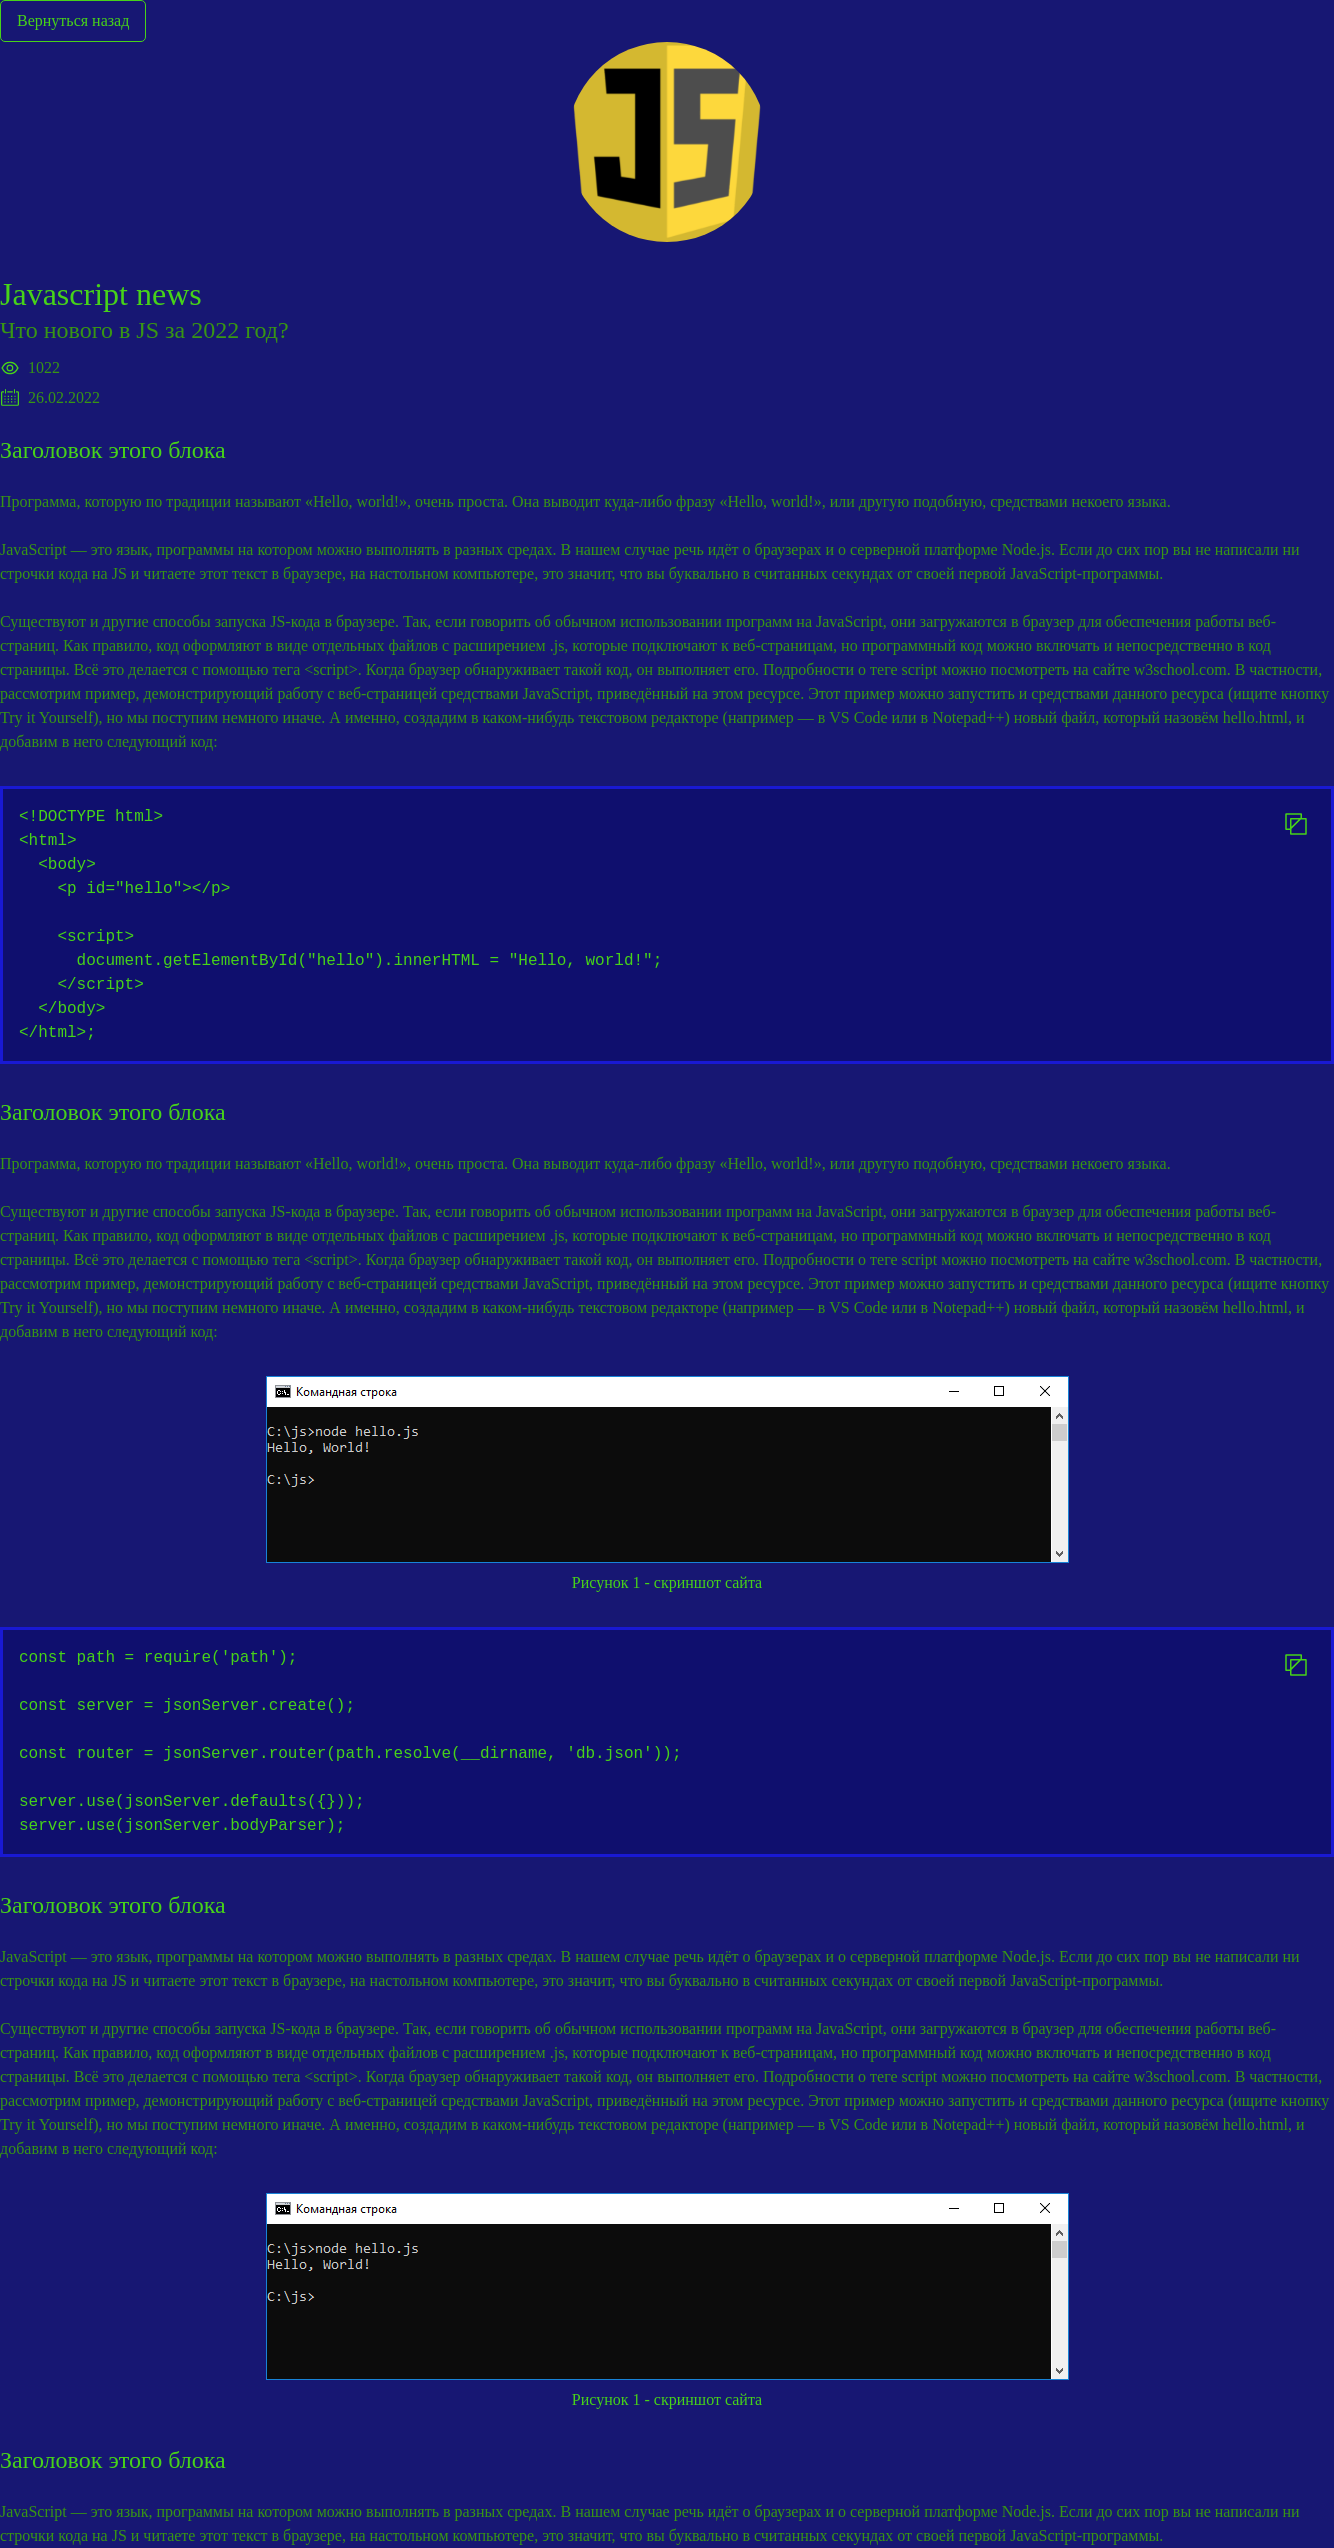 Вернуться назад
JS
Javascript news
Что нового в JS за 2022 год?
1022
26.02.2022
Заголовок этого блока
Программа, которую по традиции называют «Hello, world!», очень проста. Она выводит куда-либо фразу «Hello, world!», или другую подобную, средствами некоего языка.
JavaScript — это язык, программы на котором можно выполнять в разных средах. В нашем случае речь идёт о браузерах и о серверной платформе Node.js. Если до сих пор вы не написали ни
строчки кода на JS и читаете этот текст в браузере, на настольном компьютере, это значит, что вы буквально в считанных секундах от своей первой JavaScript-программы.
Существуют и другие способы запуска JS-кода в браузере. Так, если говорить об обычном использовании программ на JavaScript, они загружаются в браузер для обеспечения работы веб-
страниц. Как правило, код оформляют в виде отдельных файлов с расширением .js, которые подключают к веб-страницам, но программный код можно включать и непосредственно в код
страницы. Всё это делается с помощью тега <script>. Когда браузер обнаруживает такой код, он выполняет его. Подробности о теге script можно посмотреть на сайте w3school.com. В частности,
рассмотрим пример, демонстрирующий работу с веб-страницей средствами JavaScript, приведённый на этом ресурсе. Этот пример можно запустить и средствами данного ресурса (ищите кнопку
Try it Yourself), но мы поступим немного иначе. А именно, создадим в каком-нибудь текстовом редакторе (например — в VS Code или в Notepad++) новый файл, который назовём hello.html, и
добавим в него следующий код:
<!DOCTYPE html>
<html>
  <body>
    <p id="hello"></p>
    <script>
      document.getElementById("hello").innerHTML = "Hello, world!";
    </script>
  </body>
</html>;
Заголовок этого блока
Программа, которую по традиции называют «Hello, world!», очень проста. Она выводит куда-либо фразу «Hello, world!», или другую подобную, средствами некоего языка.
Существуют и другие способы запуска JS-кода в браузере. Так, если говорить об обычном использовании программ на JavaScript, они загружаются в браузер для обеспечения работы веб-
страниц. Как правило, код оформляют в виде отдельных файлов с расширением .js, которые подключают к веб-страницам, но программный код можно включать и непосредственно в код
страницы. Всё это делается с помощью тега <script>. Когда браузер обнаруживает такой код, он выполняет его. Подробности о теге script можно посмотреть на сайте w3school.com. В частности,
рассмотрим пример, демонстрирующий работу с веб-страницей средствами JavaScript, приведённый на этом ресурсе. Этот пример можно запустить и средствами данного ресурса (ищите кнопку
Try it Yourself), но мы поступим немного иначе. А именно, создадим в каком-нибудь текстовом редакторе (например — в VS Code или в Notepad++) новый файл, который назовём hello.html, и
добавим в него следующий код:
Командная строка
C:\js>node hello.js
Hello, World!
C:\js>
Рисунок 1 - скриншот сайта
const path = require('path');
const server = jsonServer.create();
const router = jsonServer.router(path.resolve(__dirname, 'db.json'));
server.use(jsonServer.defaults({}));
server.use(jsonServer.bodyParser);
Заголовок этого блока
JavaScript — это язык, программы на котором можно выполнять в разных средах. В нашем случае речь идёт о браузерах и о серверной платформе Node.js. Если до сих пор вы не написали ни
строчки кода на JS и читаете этот текст в браузере, на настольном компьютере, это значит, что вы буквально в считанных секундах от своей первой JavaScript-программы.
Существуют и другие способы запуска JS-кода в браузере. Так, если говорить об обычном использовании программ на JavaScript, они загружаются в браузер для обеспечения работы веб-
страниц. Как правило, код оформляют в виде отдельных файлов с расширением .js, которые подключают к веб-страницам, но программный код можно включать и непосредственно в код
страницы. Всё это делается с помощью тега <script>. Когда браузер обнаруживает такой код, он выполняет его. Подробности о теге script можно посмотреть на сайте w3school.com. В частности,
рассмотрим пример, демонстрирующий работу с веб-страницей средствами JavaScript, приведённый на этом ресурсе. Этот пример можно запустить и средствами данного ресурса (ищите кнопку
Try it Yourself), но мы поступим немного иначе. А именно, создадим в каком-нибудь текстовом редакторе (например — в VS Code или в Notepad++) новый файл, который назовём hello.html, и
добавим в него следующий код:
Командная строка
C:\js>node hello.js
Hello, World!
C:\js>
Рисунок 1 - скриншот сайта
Заголовок этого блока
JavaScript — это язык, программы на котором можно выполнять в разных средах. В нашем случае речь идёт о браузерах и о серверной платформе Node.js. Если до сих пор вы не написали ни
строчки кода на JS и читаете этот текст в браузере, на настольном компьютере, это значит, что вы буквально в считанных секундах от своей первой JavaScript-программы.